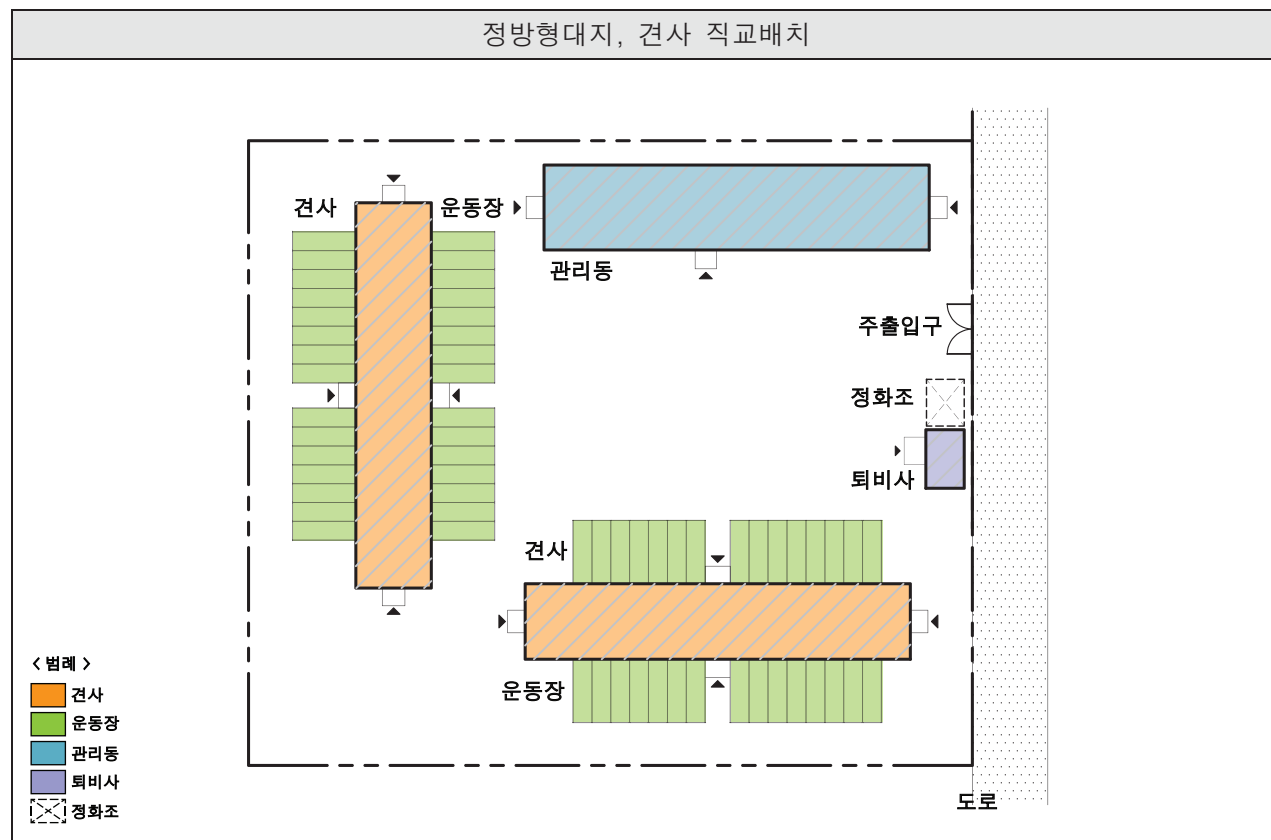 정방형대지, 견사 직교배치
견사
운동장
관리동
주출입구
정화조
퇴비사
견사
운동장
도로
< 범례 >
견사
운동장
관리동
퇴비사
정화조